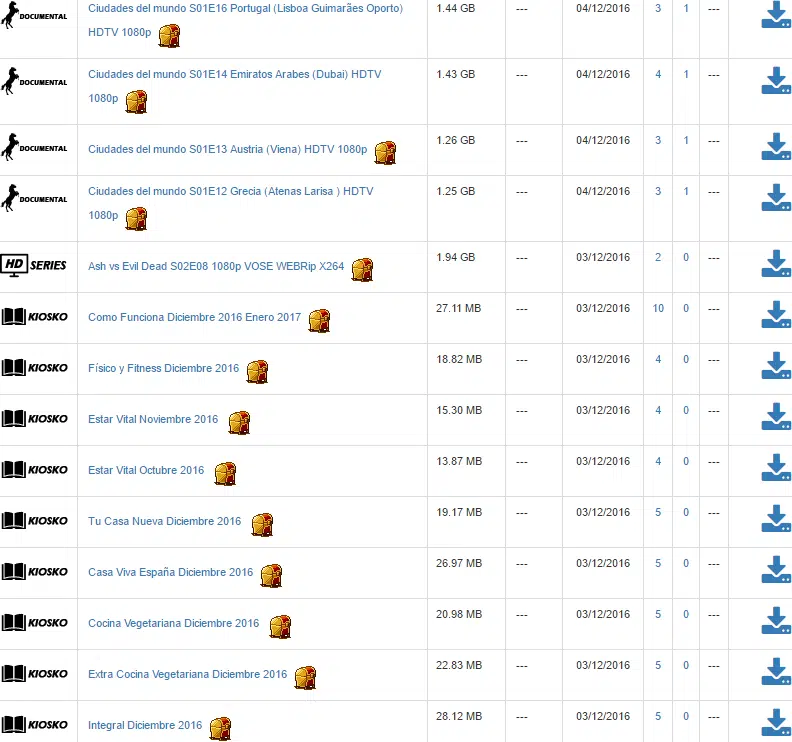 DOCUMENTAL Ciudades del mundo S01E16 Portugal (Lisboa Guimarães Oporto) 1.44 GB --- 04/12/2016 3 1 ---
HDTV 1080p
DOCUMENTAL Ciudades del mundo S01E14 Emiratos Arabes (Dubai) HDTV 1.43 GB --- 04/12/2016 4 1 ---
1080p
DOCUMENTAL Ciudades del mundo S01E13 Austria (Viena) HDTV 1080p 1.26 GB --- 04/12/2016 3 1 ---
DOCUMENTAL Ciudades del mundo S01E12 Grecia (Atenas Larisa ) HDTV 1.25 GB --- 04/12/2016 3 1 ---
1080p
HD SERIES Ash vs Evil Dead S02E08 1080p VOSE WEBRip X264 1.94 GB --- 03/12/2016 2 0 ---
KIOSKO Como Funciona Diciembre 2016 Enero 2017 27.11 MB --- 03/12/2016 10 0 ---
KIOSKO Físico y Fitness Diciembre 2016 18.82 MB --- 03/12/2016 4 0 ---
KIOSKO Estar Vital Noviembre 2016 15.30 MB --- 03/12/2016 4 0 ---
KIOSKO Estar Vital Octubre 2016 13.87 MB --- 03/12/2016 4 0 ---
KIOSKO Tu Casa Nueva Diciembre 2016 19.17 MB --- 03/12/2016 5 0 ---
KIOSKO Casa Viva España Diciembre 2016 26.97 MB --- 03/12/2016 5 0 ---
KIOSKO Cocina Vegetariana Diciembre 2016 20.98 MB --- 03/12/2016 5 0 ---
KIOSKO Extra Cocina Vegetariana Diciembre 2016 22.83 MB --- 03/12/2016 5 0 ---
KIOSKO Integral Diciembre 2016 28.12 MB --- 03/12/2016 5 0 ---